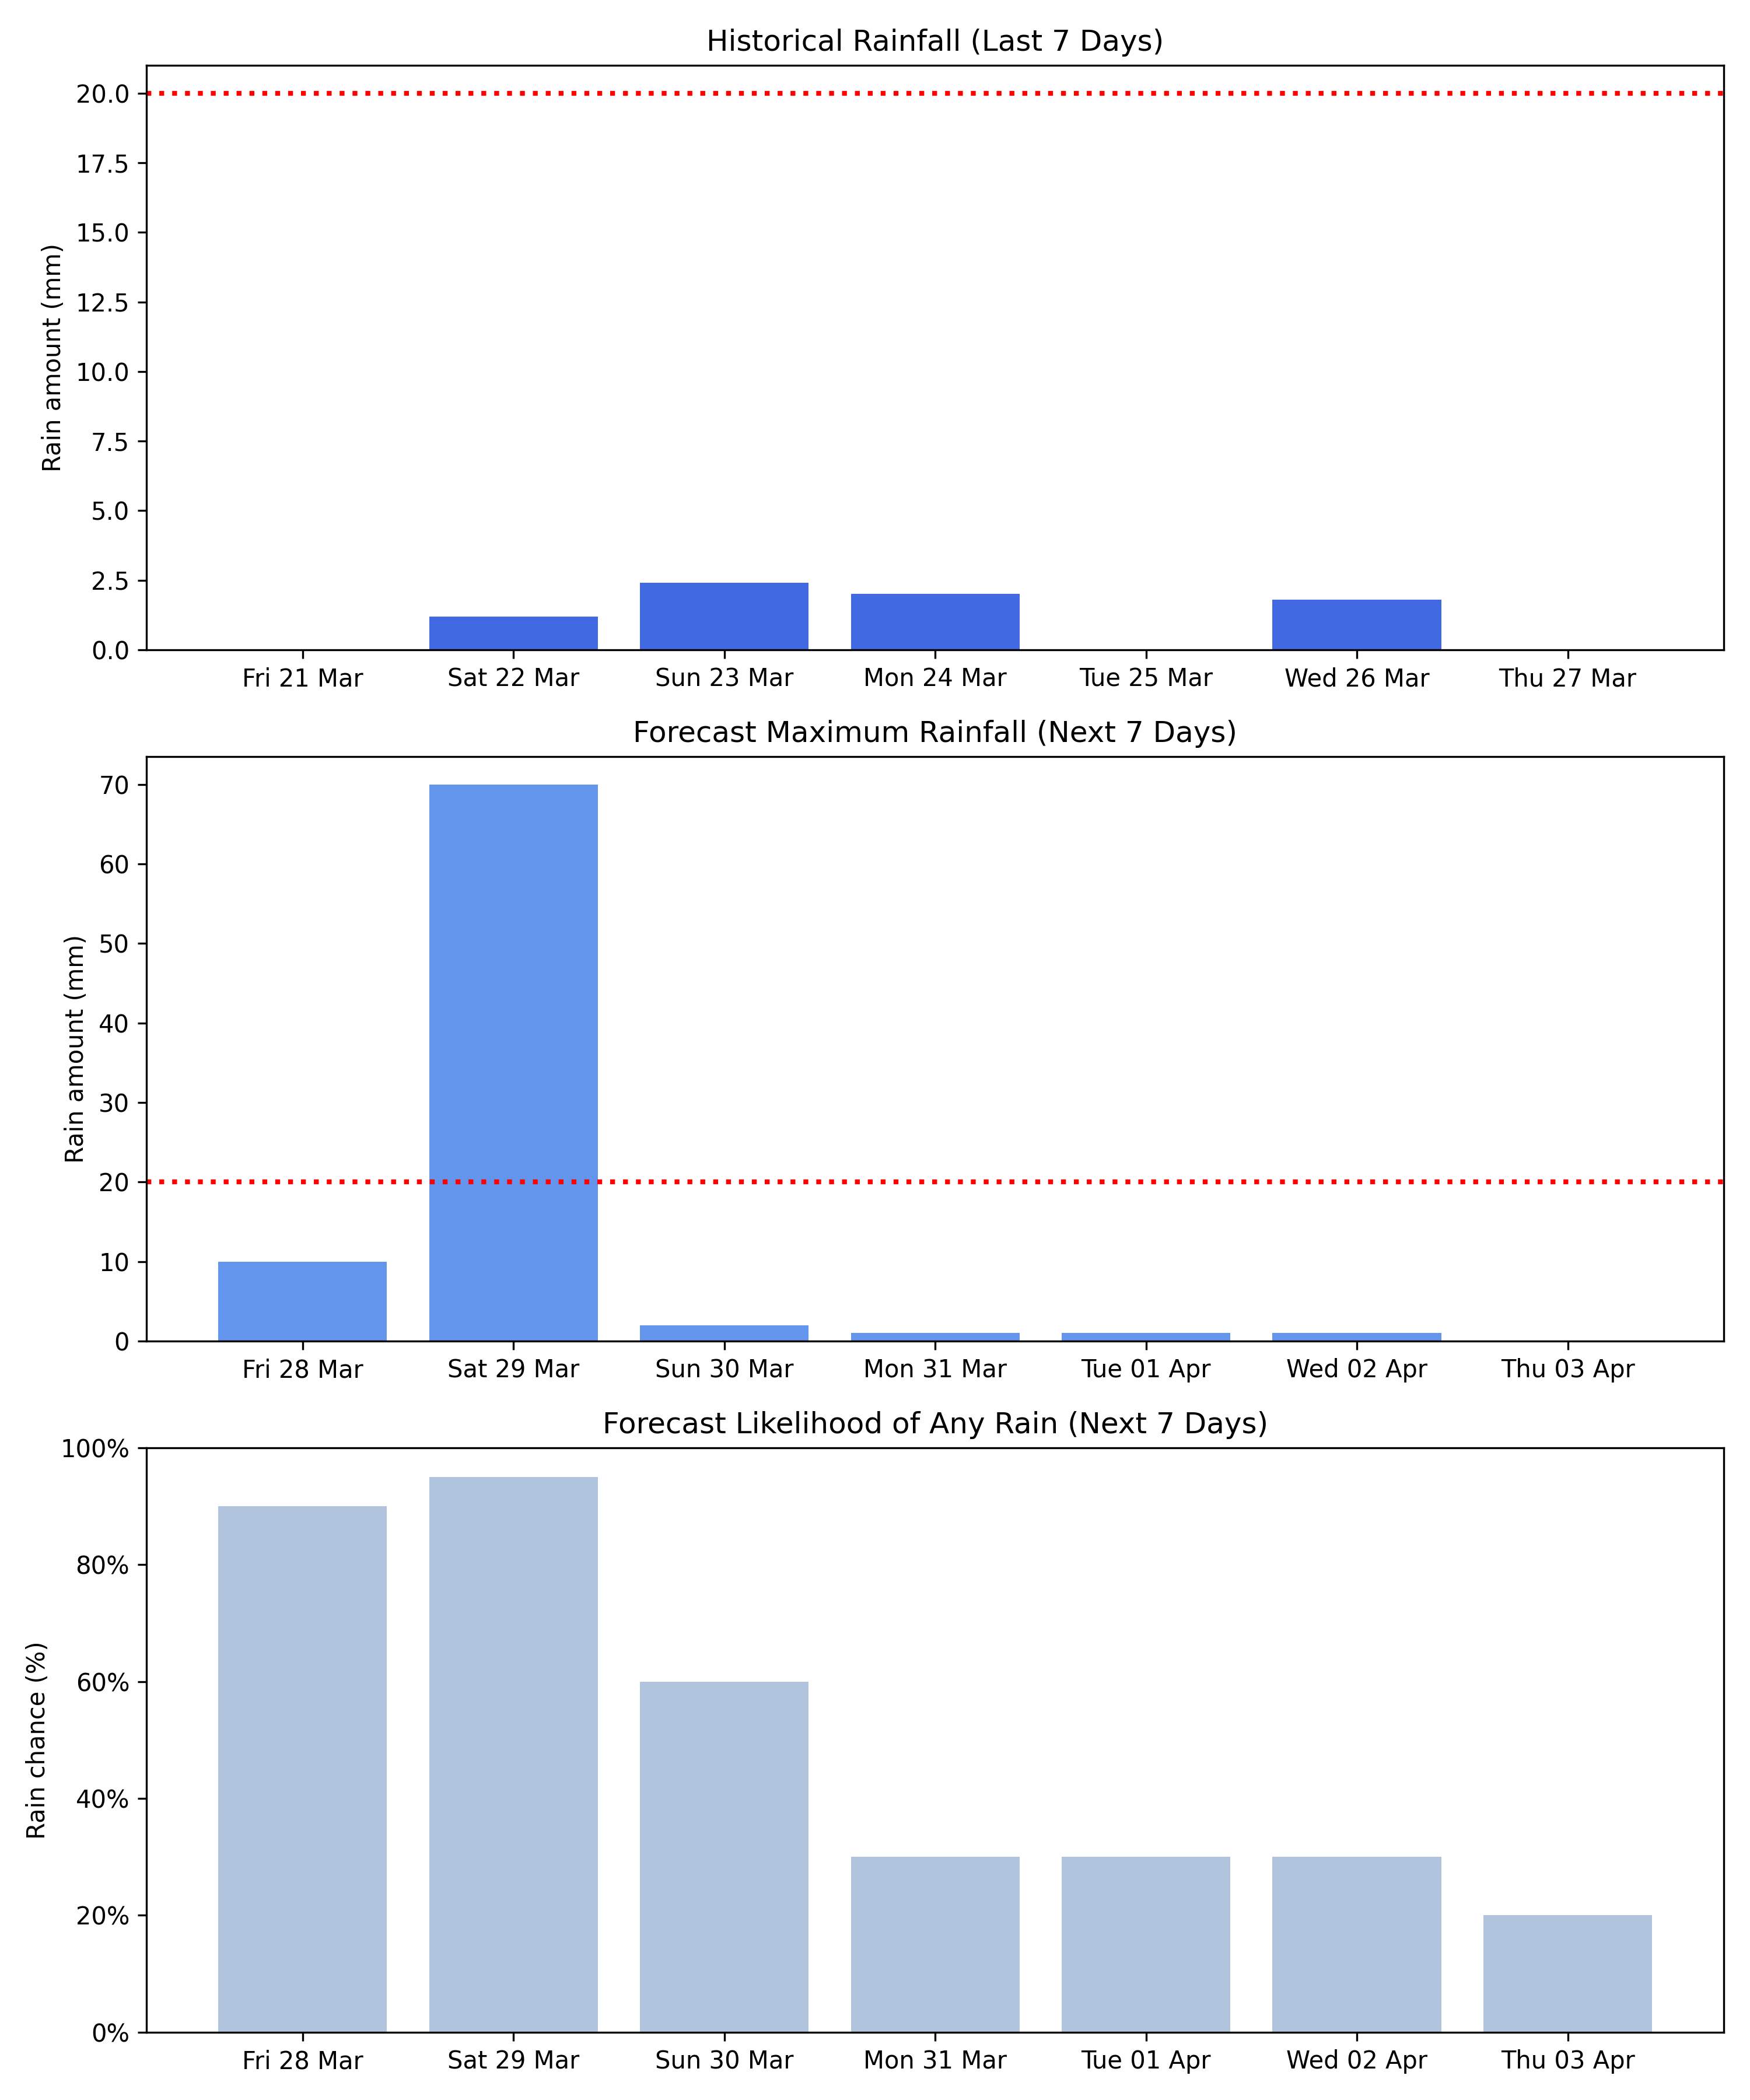 Historical Rainfall (Last 7 Days)
Rain amount (mm)
20.0
17.5
15.0
12.5
10.0
7.5
5.0
2.5
0.0
Fri 21 Mar Sat 22 Mar Sun 23 Mar Mon 24 Mar Tue 25 Mar Wed 26 Mar Thu 27 Mar
Forecast Maximum Rainfall (Next 7 Days)
Rain amount (mm)
70
60
50
40
30
20
10
0
Fri 28 Mar Sat 29 Mar Sun 30 Mar Mon 31 Mar Tue 01 Apr Wed 02 Apr Thu 03 Apr
Forecast Likelihood of Any Rain (Next 7 Days)
Rain chance (%)
100%
80%
60%
40%
20%
0%
Fri 28 Mar Sat 29 Mar Sun 30 Mar Mon 31 Mar Tue 01 Apr Wed 02 Apr Thu 03 Apr